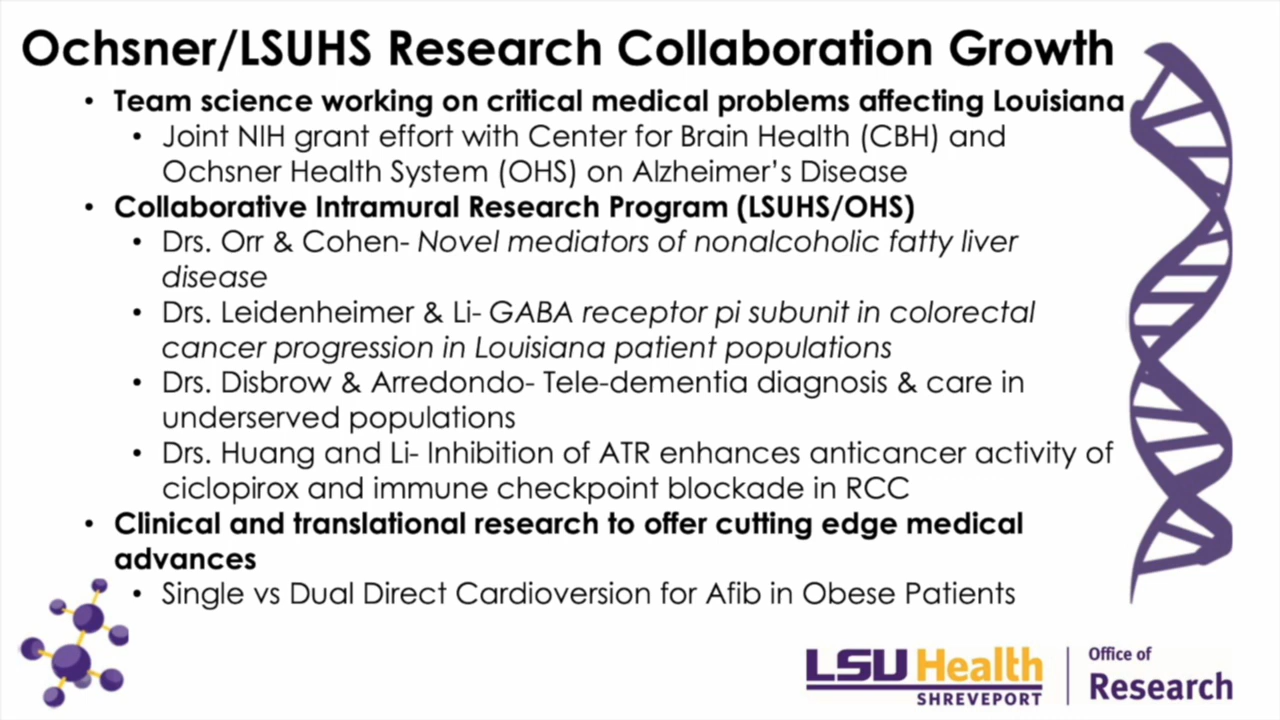 Ochsner/LSUHS Research Collaboration Growth
• Team science working on critical medical problems affecting Louisiana
• Joint NIH grant effort with Center for Brain Health (CBH) and
Ochsner Health System (OHS) on Alzheimer's Disease
• Collaborative Intramural Research Program (LSUHS/OHS)
• Drs. Orr & Cohen- Novel mediators of nonalcoholic fatty liver
disease
• Drs. Leidenheimer & Li- GABA receptor pi subunit in colorectal
cancer progression in Louisiana patient populations
• Drs. Disbrow & Arredondo- Tele-dementia diagnosis & care in
underserved populations
• Drs. Huang and Li- Inhibition of ATR enhances anticancer activity of
ciclopirox and immune checkpoint blockade in RCC
• Clinical and translational research to offer cutting edge medical
advances
• Single vs Dual Direct Cardioversion for Afib in Obese Patients
LSU Health
SHREVEPORT
Office of
Research